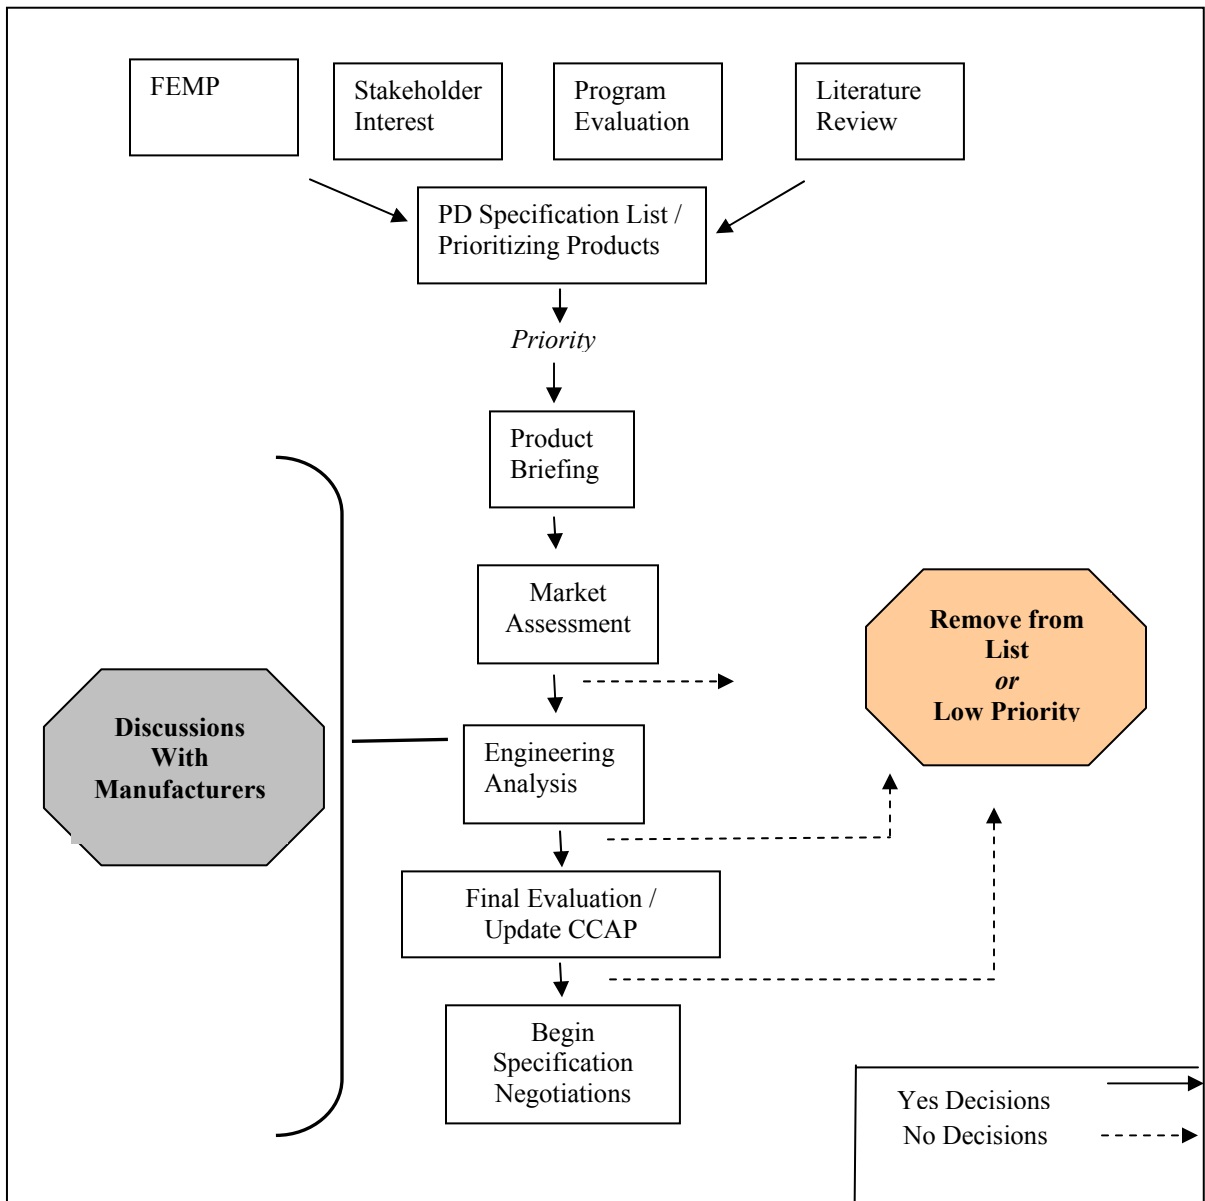 FEMP
Stakeholder
Interest
Program
Evaluation
Literature
Review
PD Specification List /
Prioritizing Products
Priority
Product
Briefing
Market
Assessment
Remove from
List
or
Low Priority
Discussions
With
Manufacturers
Engineering
Analysis
Final Evaluation /
Update CCAP
Begin
Specification
Negotiations
Yes Decisions
No Decisions